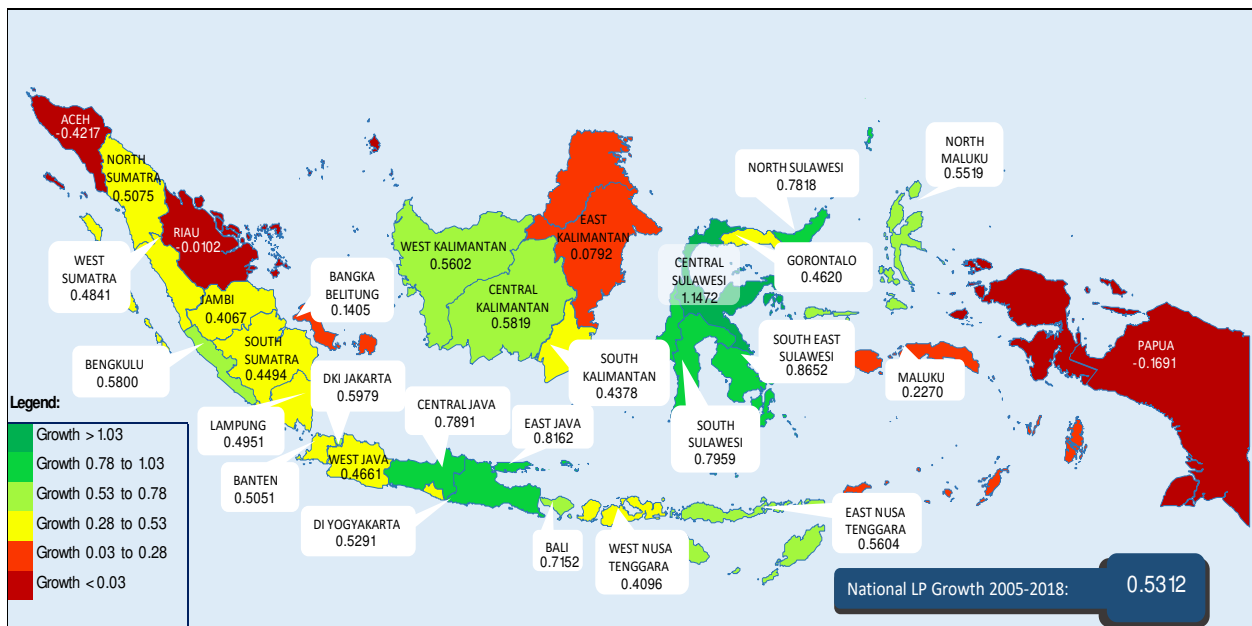 ACEH
-0.4217
NORTH
SUMATRA
0.5075
RIAU
-0.0102
WEST
SUMATRA
0.4841
JAMBI
0.4067
BENGKULU
0.5800
SOUTH
SUMATRA
0.4494
BANGKA
BELITUNG
0.1405
LAMPUNG
0.4951
BANTEN
0.5051
DKI JAKARTA
0.5979
WEST JAVA
0.4661
CENTRAL JAVA
0.7891
DI YOGYAKARTA
0.5291
EAST JAVA
0.8162
BALI
0.7152
WEST NUSA
TENGGARA
0.4096
EAST NUSA
TENGGARA
0.5604
WEST KALIMANTAN
0.5602
CENTRAL
KALIMANTAN
0.5819
EAST
KALIMANTAN
0.0792
SOUTH
KALIMANTAN
0.4378
NORTH SULAWESI
0.7818
GORONTALO
0.4620
CENTRAL
SULAWESI
1.1472
SOUTH EAST
SULAWESI
0.8652
SOUTH
SULAWESI
0.7959
NORTH
MALUKU
0.5519
MALUKU
0.2270
PAPUA
-0.1691
Legend:
Growth > 1.03
Growth 0.78 to 1.03
Growth 0.53 to 0.78
Growth 0.28 to 0.53
Growth 0.03 to 0.28
Growth < 0.03
National LP Growth 2005-2018: 0.5312